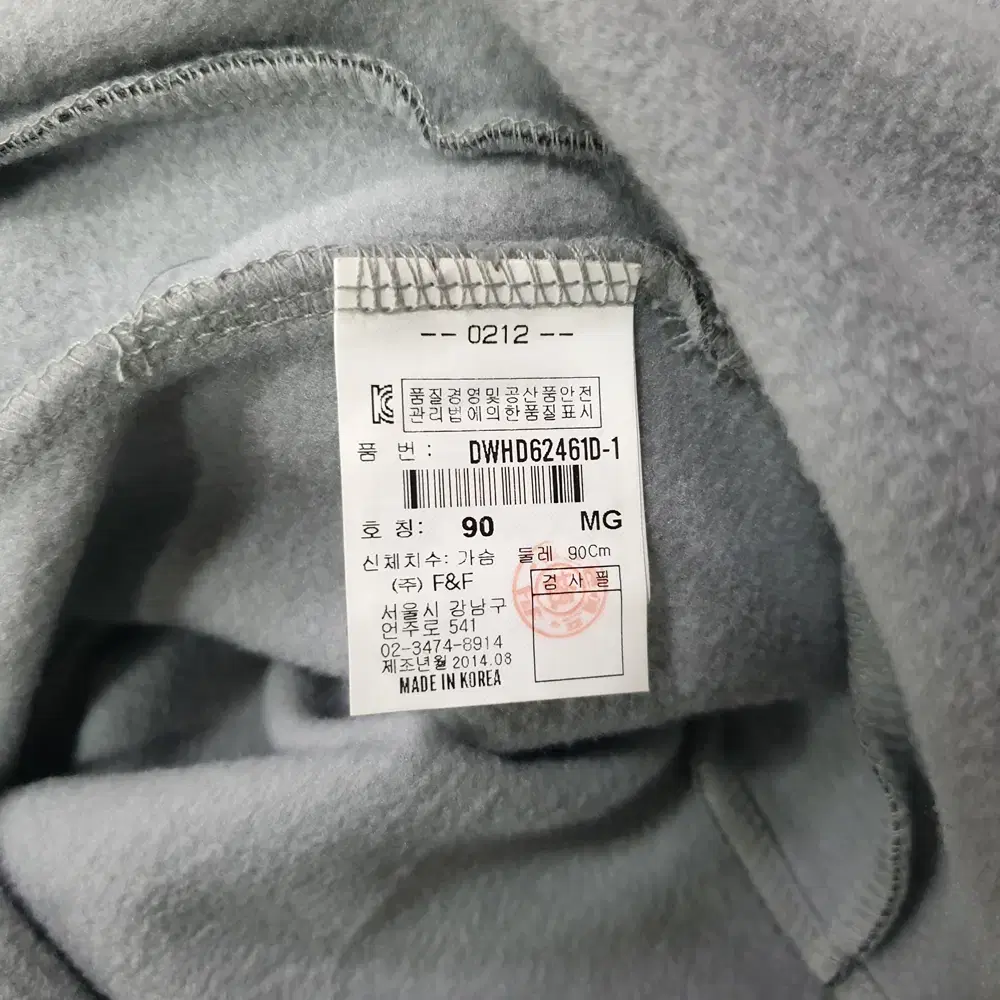 -- 0212 --
품질경영및공산품안전
관리법에의한품질표시
품 번 : DWHD62461D-1
호 칭: 90 MG
신체치수: 가슴 둘레 90Cm
(주) F&F
검사필
서울시 강남구
언주로 541
02-3474-8914
제조년월 2014.08
MADE IN KOREA